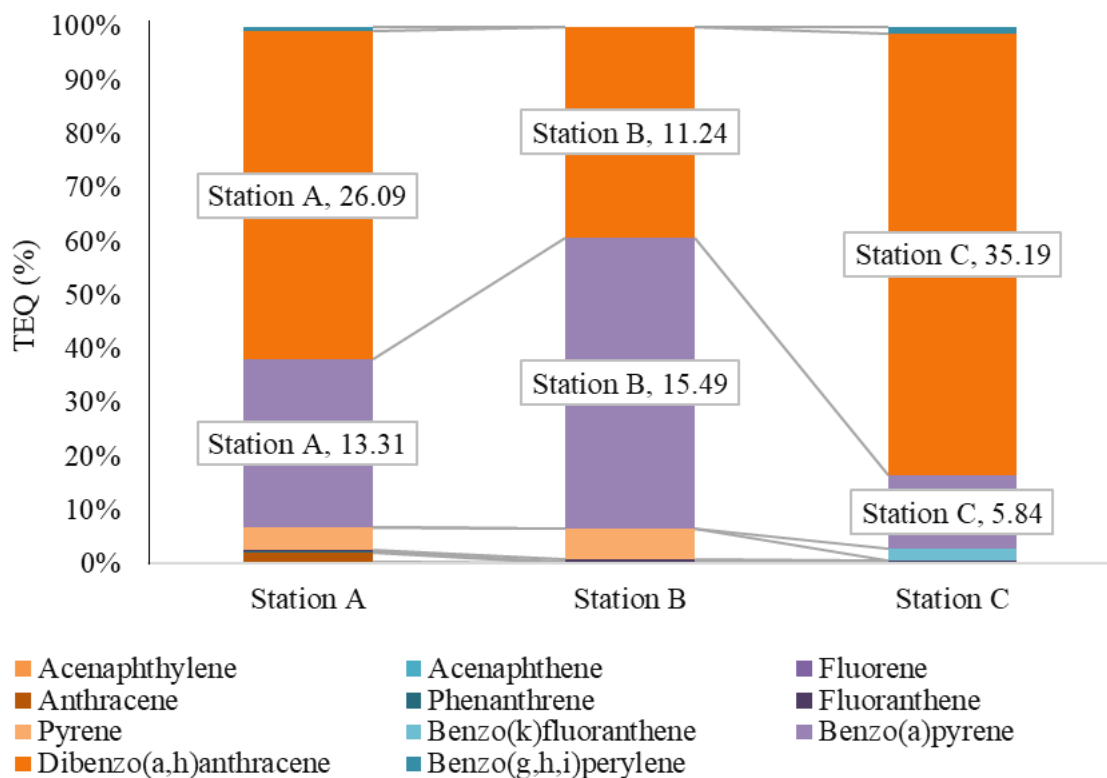 100%
90%
80%
70%
60%
50%
40%
30%
20%
10%
0%
TEQ (%)
Station B, 11.24
Station A, 26.09
Station C, 35.19
Station B, 15.49
Station A, 13.31
Station C, 5.84
Station A Station B Station C
Acenaphthylene Acenaphthene Fluorene
Anthracene Phenanthrene Fluoranthene
Pyrene Benzo(k)fluoranthene Benzo(a)pyrene
Dibenzo(a,h)anthracene Benzo(g,h,i)perylene